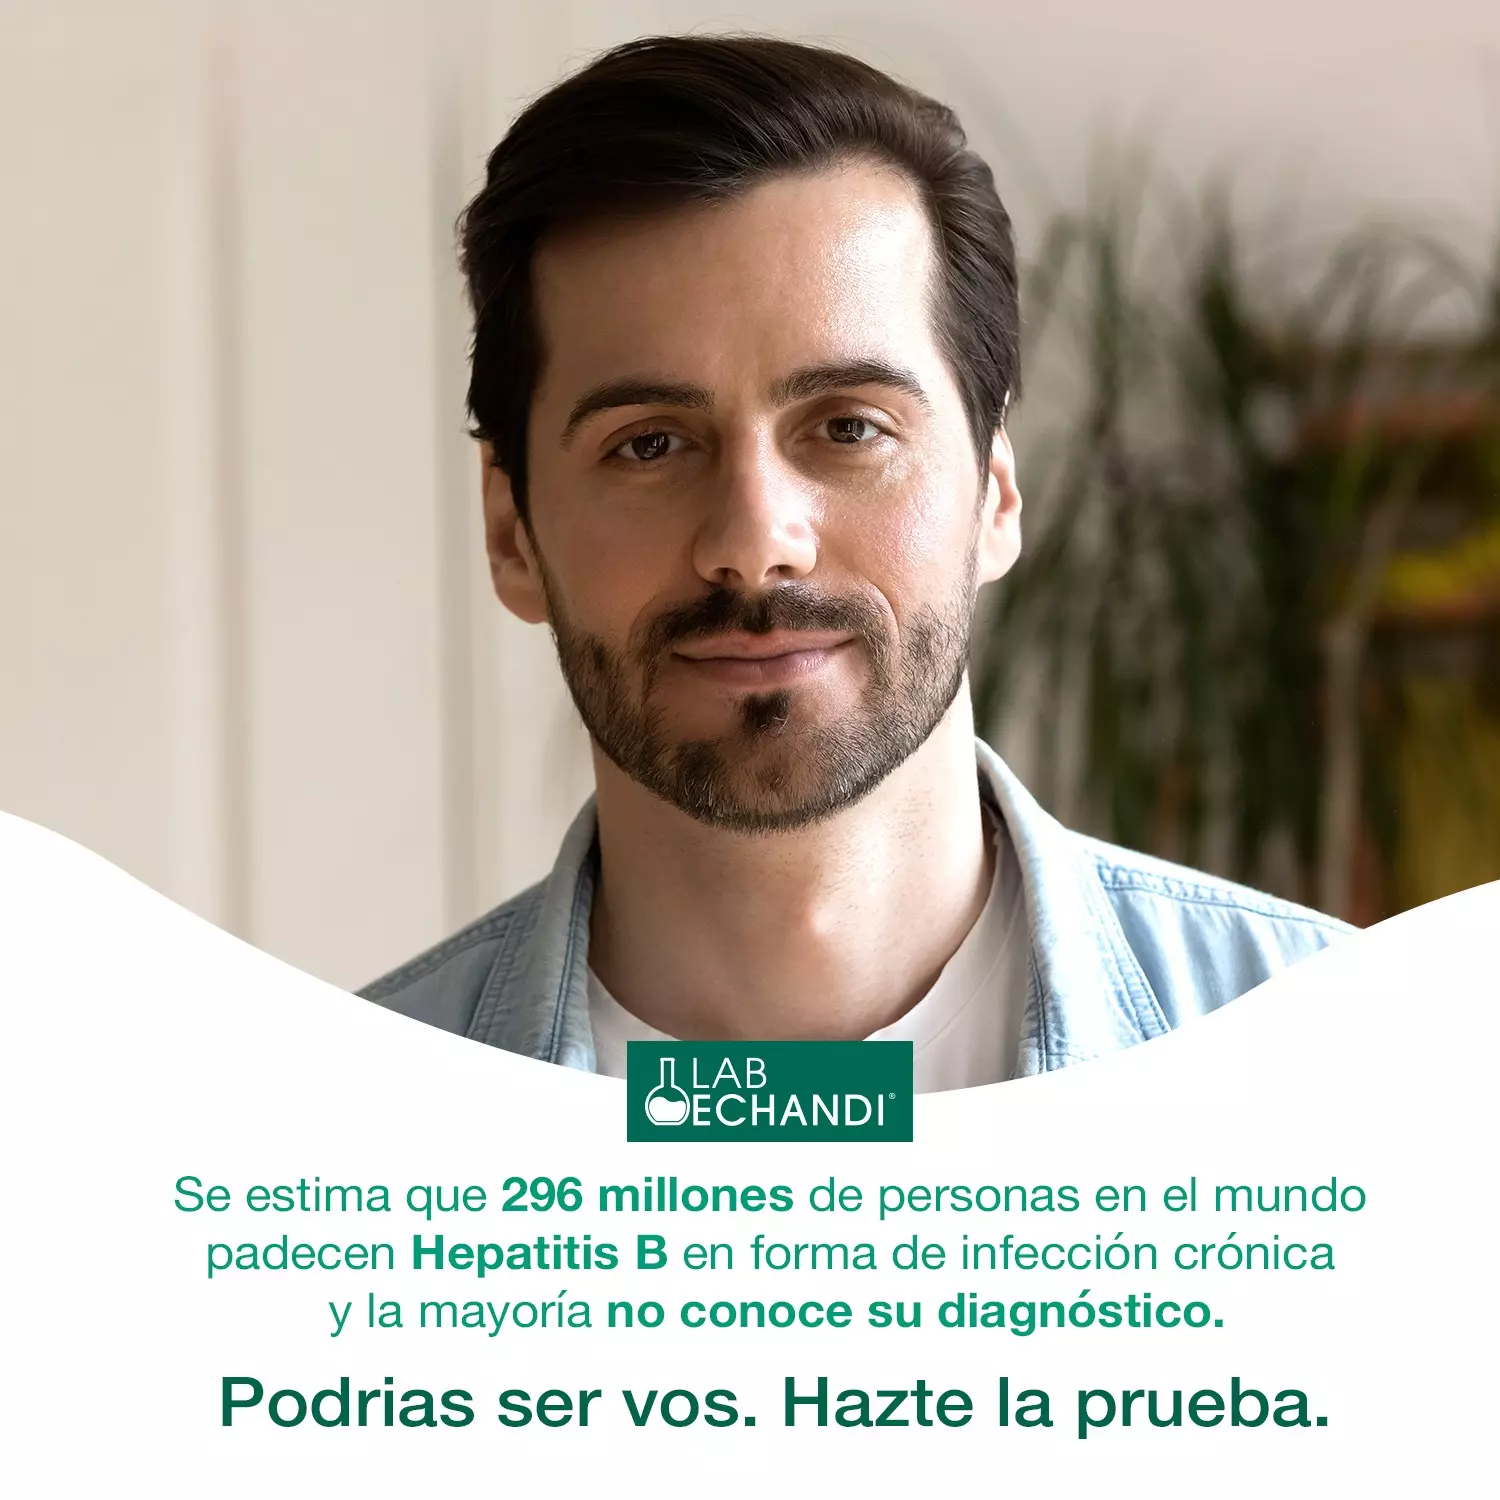 LAB
ECHANDI®
Se estima que 296 millones de personas en el mundo
padecen Hepatitis B en forma de infección crónica
y la mayoría no conoce su diagnóstico.
Podrias ser vos. Hazte la prueba.